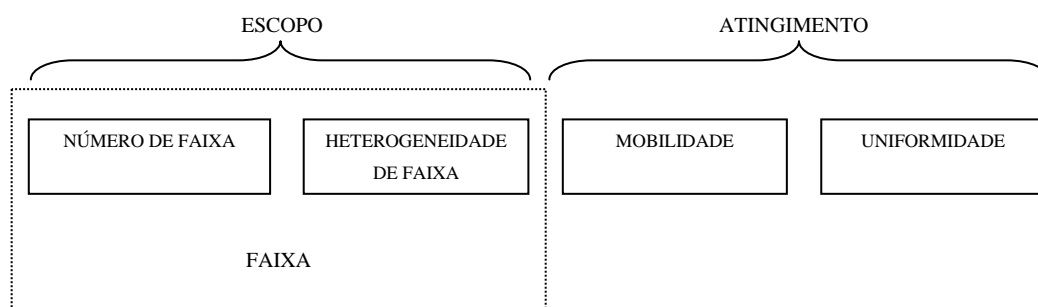 ESCOPO
ATINGIMENTO
NÚMERO DE FAIXA
HETEROGENEIDADE
DE FAIXA
MOBILIDADE
UNIFORMIDADE
FAIXA